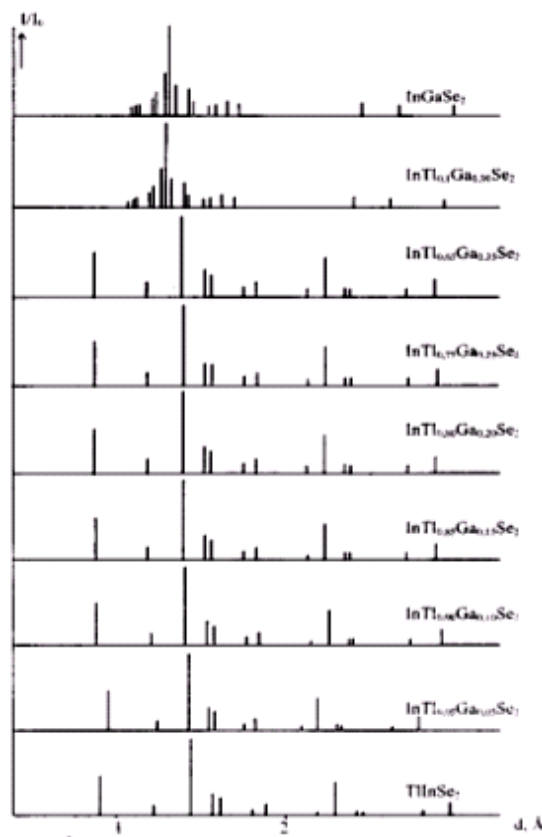 I/I₀
InGaSe₂
InTl₀,₁Ga₀,₉₀Se₂
InTl₀,₆₅Ga₀,₃₅Se₂
InTl₀,₇₅Ga₀,₂₅Se₂
InTl₀,₈₀Ga₀,₂₀Se₂
InTl₀,₈₅Ga₀,₁₅Se₂
InTl₀,₉₀Ga₀,₁₀Se₂
InTl₀,₉₅Ga₀,₀₅Se₂
TlInSe₂
1 2 d, Å